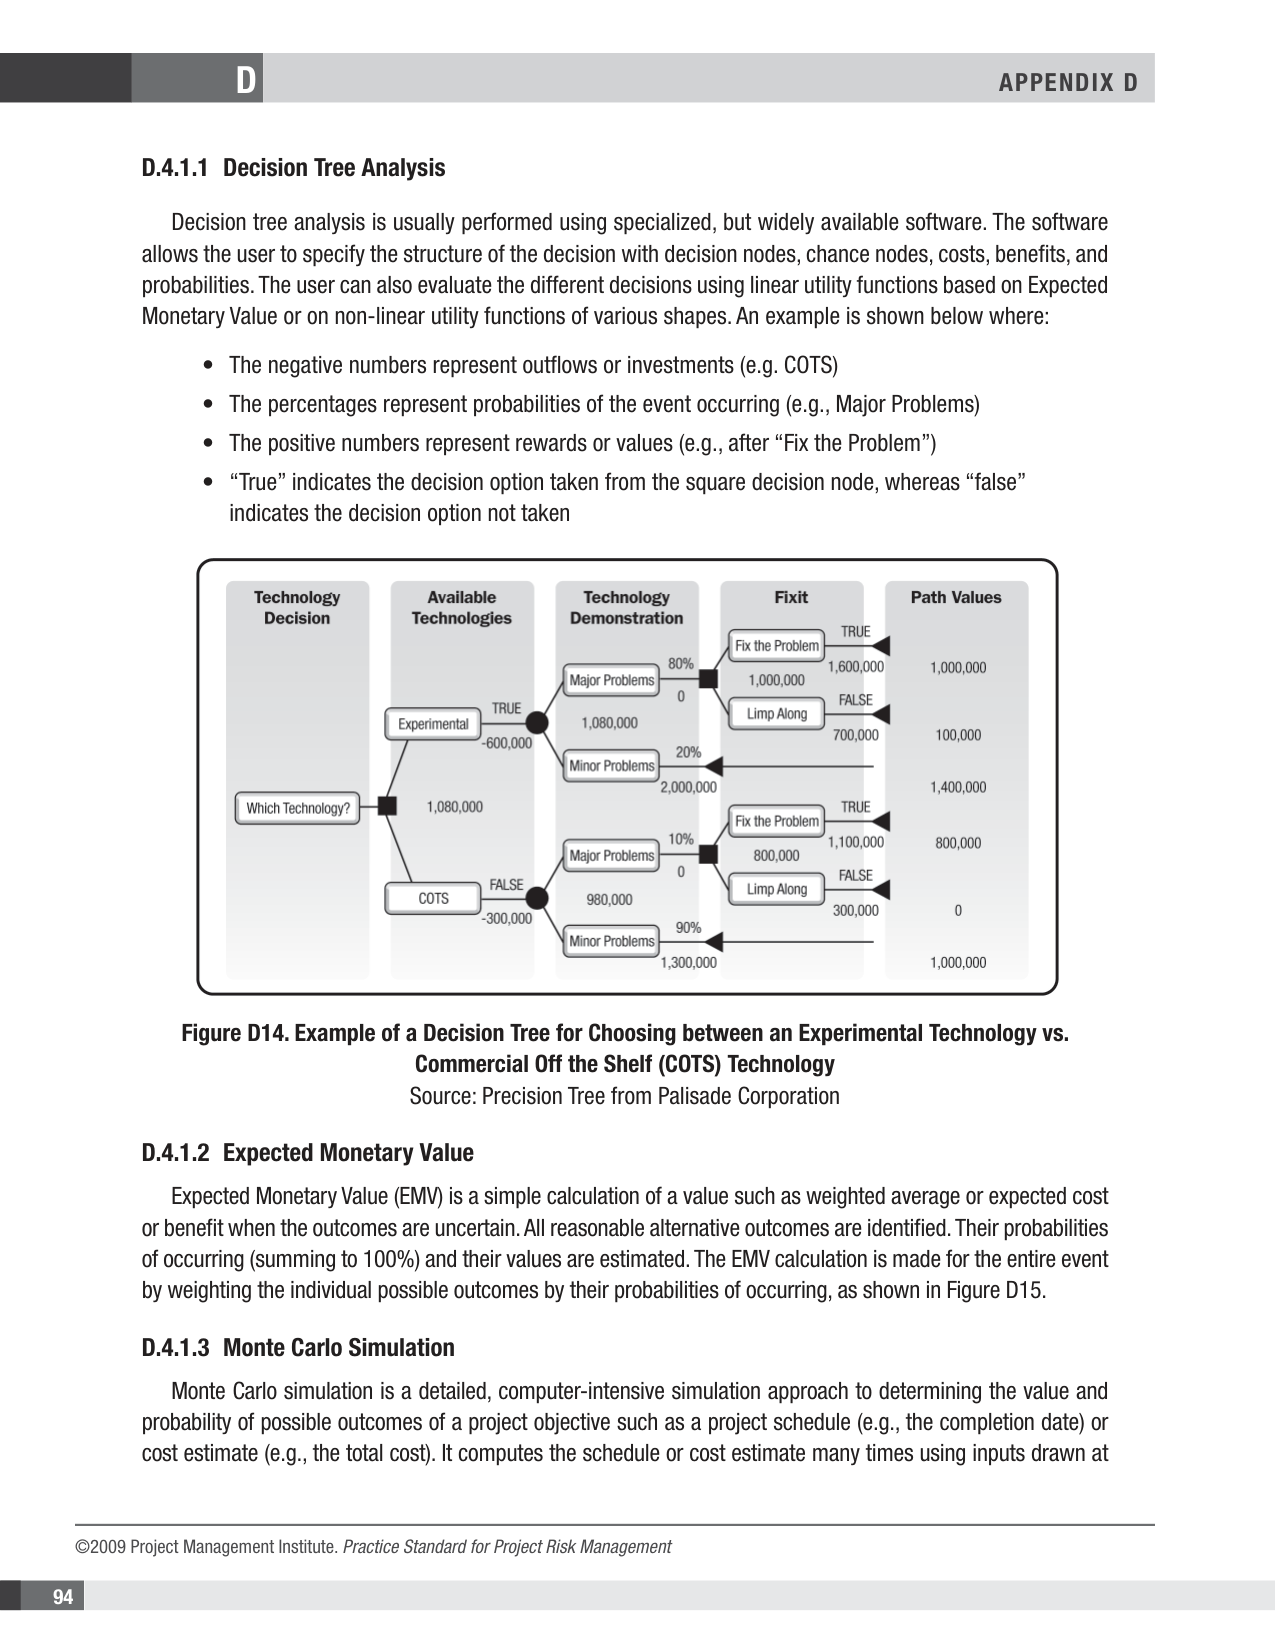 D
APPENDIX D
D.4.1.1 Decision Tree Analysis
Decision tree analysis is usually performed using specialized, but widely available software. The software
allows the user to specify the structure of the decision with decision nodes, chance nodes, costs, benefits, and
probabilities. The user can also evaluate the different decisions using linear utility functions based on Expected
Monetary Value or on non-linear utility functions of various shapes. An example is shown below where:
• The negative numbers represent outflows or investments (e.g. COTS)
• The percentages represent probabilities of the event occurring (e.g., Major Problems)
• The positive numbers represent rewards or values (e.g., after “Fix the Problem”)
• “True” indicates the decision option taken from the square decision node, whereas “false”
indicates the decision option not taken
Technology
Decision
Available
Technologies
Technology
Demonstration
Fixit
Path Values
Which Technology?
1,080,000
Experimental
TRUE
-600,000
1,080,000
Major Problems
80%
0
1,000,000
Fix the Problem
TRUE
1,600,000
1,000,000
Limp Along
FALSE
700,000
100,000
Minor Problems
20%
2,000,000
1,400,000
COTS
FALSE
-300,000
980,000
Major Problems
10%
0
800,000
Fix the Problem
TRUE
1,100,000
800,000
Limp Along
FALSE
300,000
0
Minor Problems
90%
1,300,000
1,000,000
Figure D14. Example of a Decision Tree for Choosing between an Experimental Technology vs.
Commercial Off the Shelf (COTS) Technology
Source: Precision Tree from Palisade Corporation
D.4.1.2 Expected Monetary Value
Expected Monetary Value (EMV) is a simple calculation of a value such as weighted average or expected cost
or benefit when the outcomes are uncertain. All reasonable alternative outcomes are identified. Their probabilities
of occurring (summing to 100%) and their values are estimated. The EMV calculation is made for the entire event
by weighting the individual possible outcomes by their probabilities of occurring, as shown in Figure D15.
D.4.1.3 Monte Carlo Simulation
Monte Carlo simulation is a detailed, computer-intensive simulation approach to determining the value and
probability of possible outcomes of a project objective such as a project schedule (e.g., the completion date) or
cost estimate (e.g., the total cost). It computes the schedule or cost estimate many times using inputs drawn at
©2009 Project Management Institute. Practice Standard for Project Risk Management
94